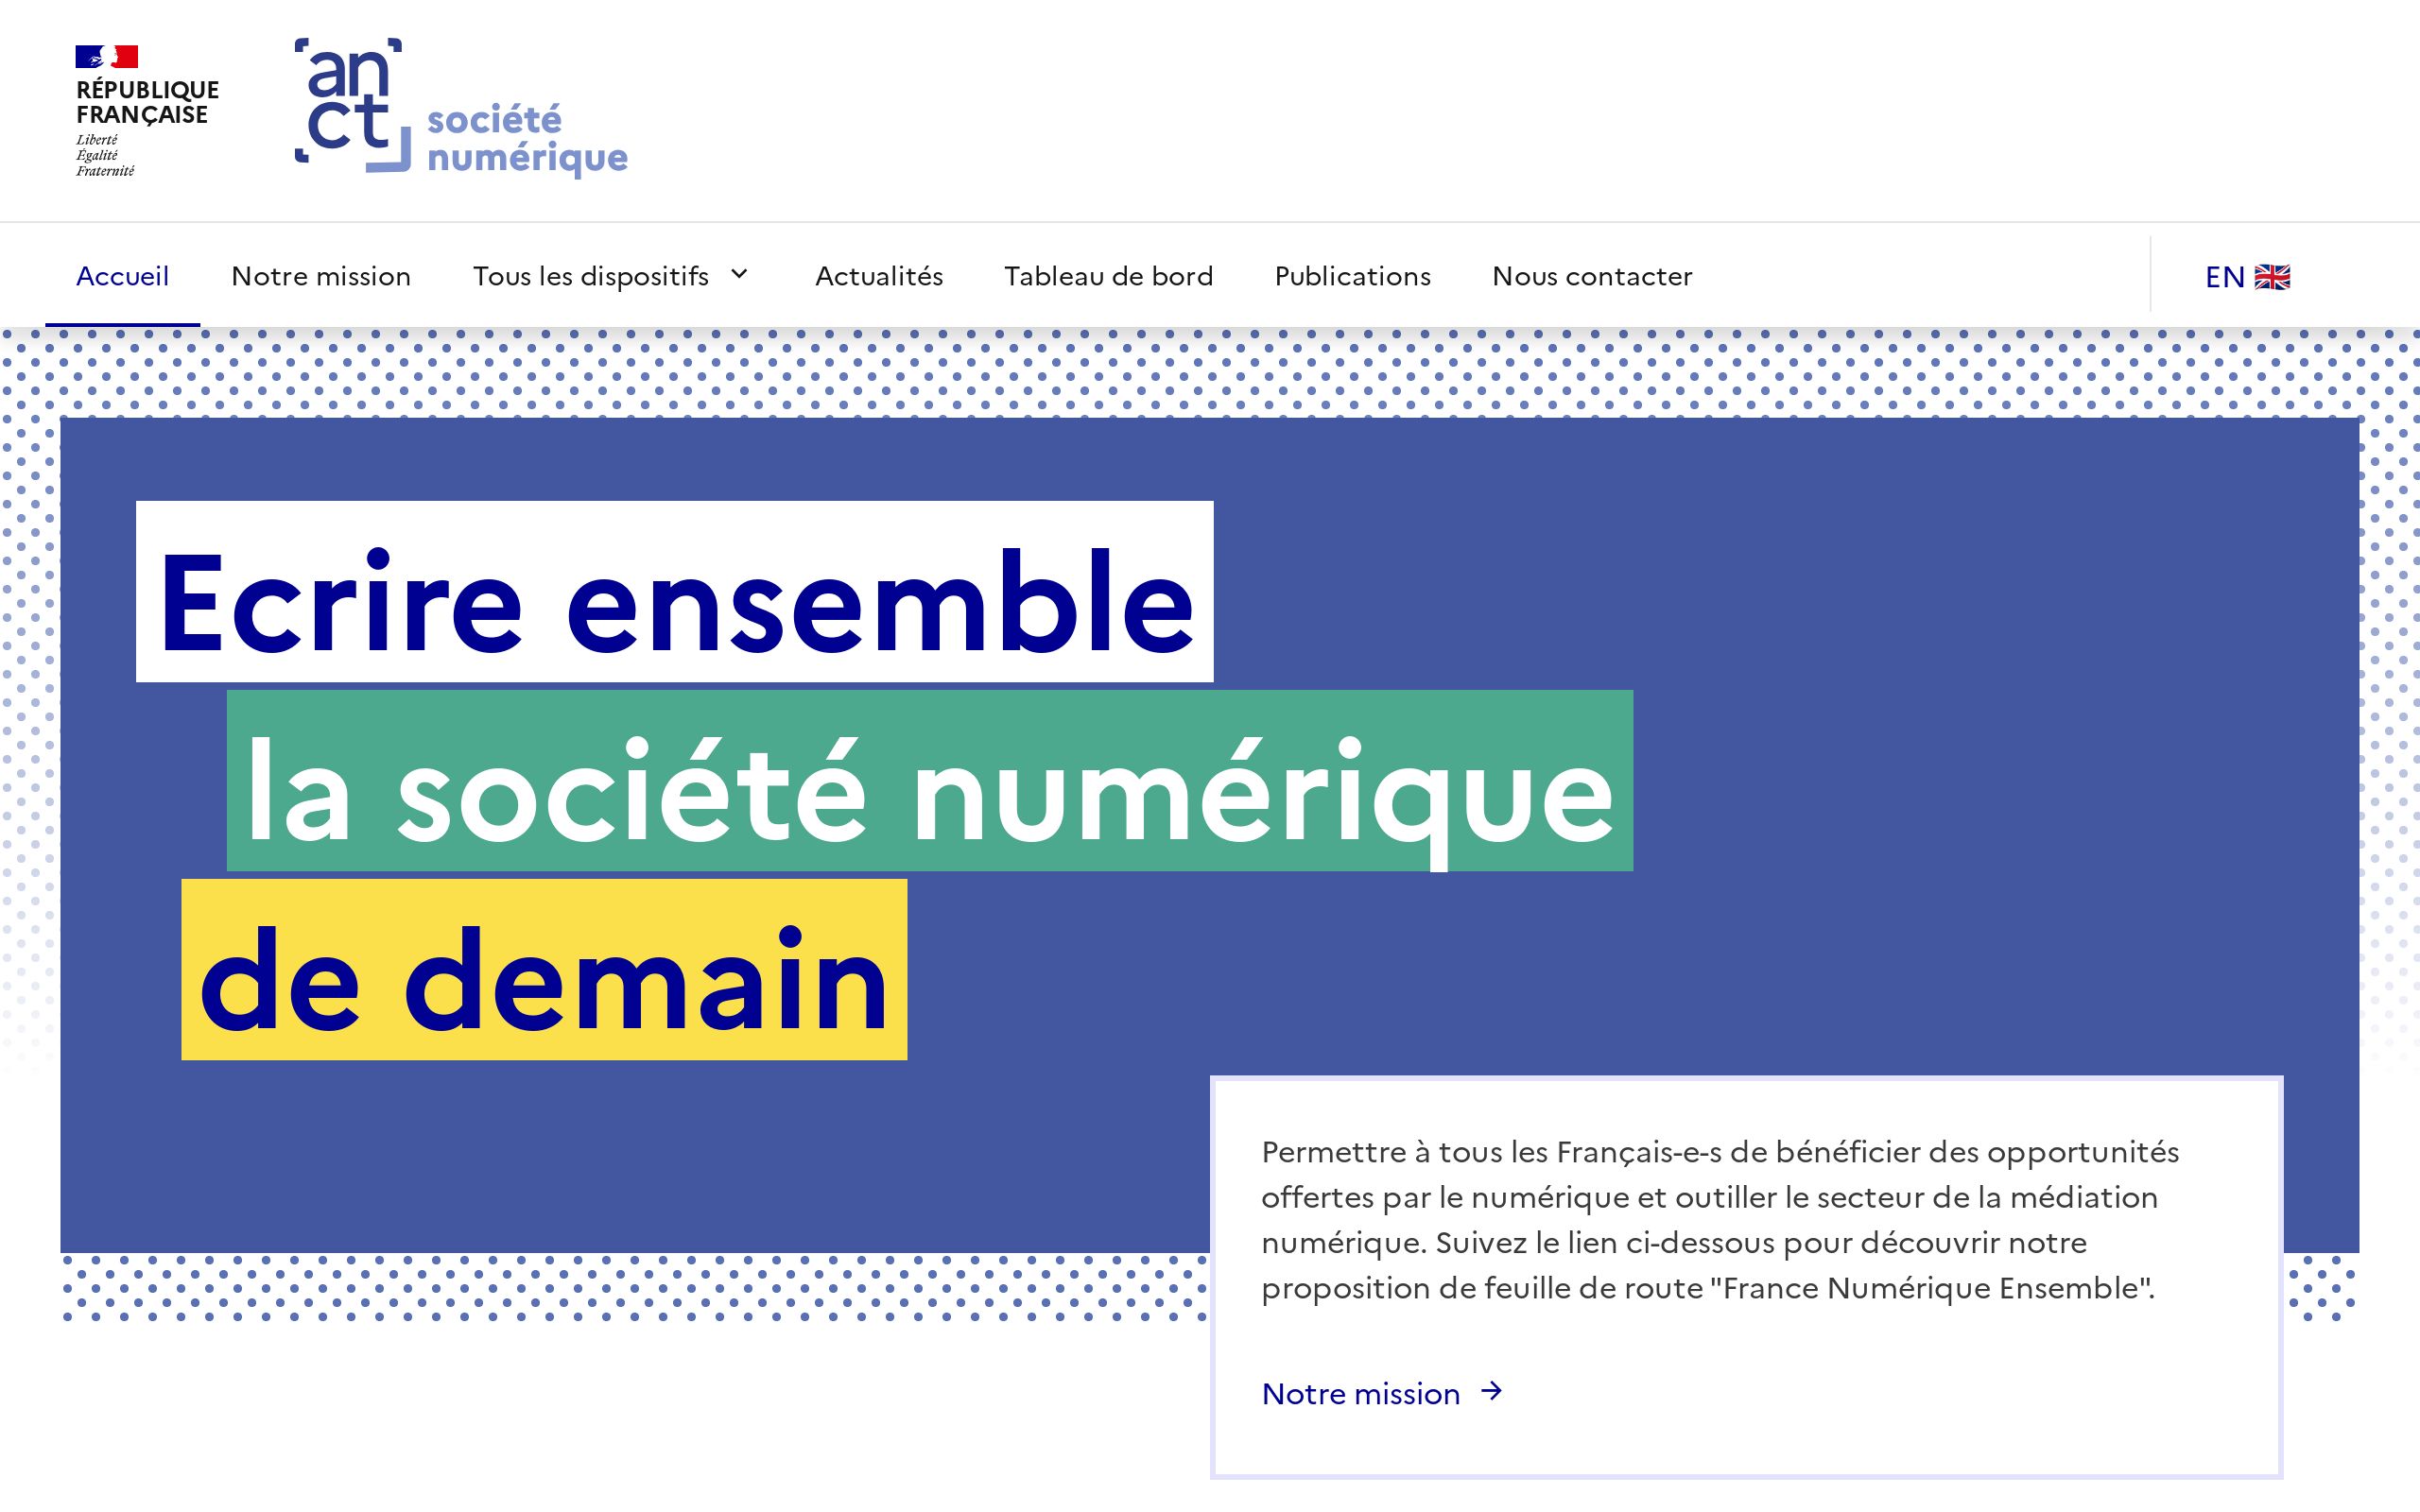 RÉPUBLIQUE
FRANÇAISE
Liberté
Égalité
Fraternité
an
ct
société
numérique
Accueil
Notre mission
Tous les dispositifs
Actualités
Tableau de bord
Publications
Nous contacter
EN 🇬🇧
Ecrire ensemble
la société numérique
de demain
Permettre à tous les Français-e-s de bénéficier des opportunités
offertes par le numérique et outiller le secteur de la médiation
numérique. Suivez le lien ci-dessous pour découvrir notre
proposition de feuille de route "France Numérique Ensemble".
Notre mission →